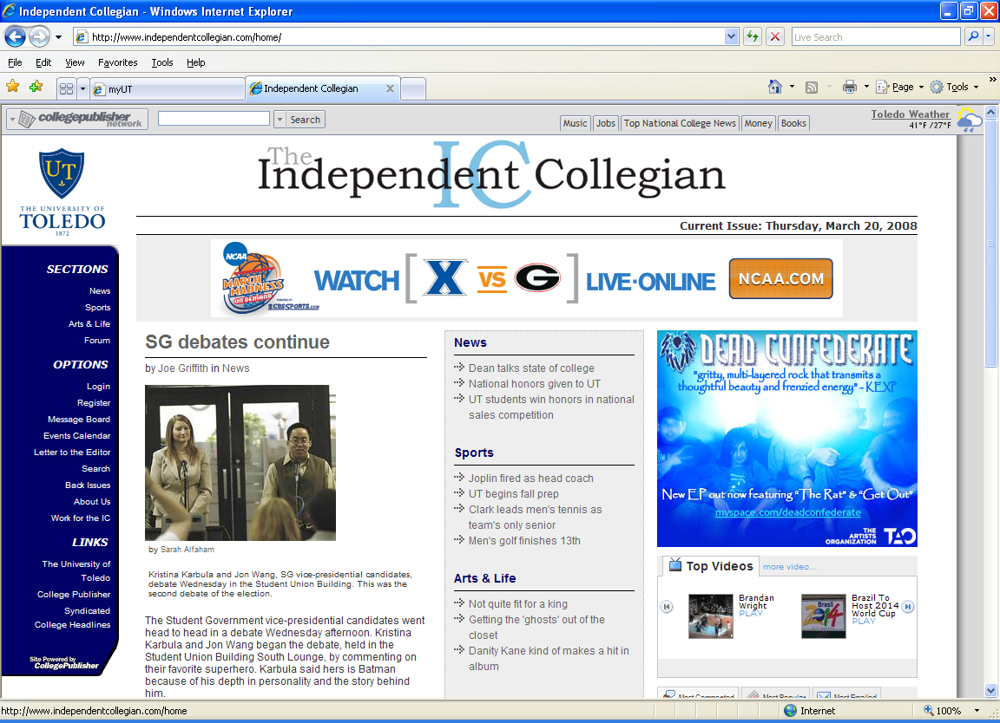 Independent Collegian - Windows Internet Explorer
http://www.independentcollegian.com/home/
Live Search
File Edit View Favorites Tools Help
myUT
Independent Collegian
Page Tools
collegepublisher
network
Search
Music Jobs Top National College News Money Books
Toledo Weather
41°F /27°F
UT
THE UNIVERSITY OF
TOLEDO
1872
The
IC
Independent Collegian
Current Issue: Thursday, March 20, 2008
NCAA
MARCH
MADNESS
ON DEMAND
CBSSPORTS.com
WATCH [ X VS G ] LIVE·ONLINE
NCAA.COM
SECTIONS
News
Sports
Arts & Life
Forum
OPTIONS
Login
Register
Message Board
Events Calendar
Letter to the Editor
Search
Back Issues
About Us
Work for the IC
LINKS
The University of
Toledo
College Publisher
Syndicated
College Headlines
Site Powered by
CollegePublisher
SG debates continue
by Joe Griffith in News
by Sarah Alfaham
Kristina Karbula and Jon Wang, SG vice-presidential candidates,
debate Wednesday in the Student Union Building. This was the
second debate of the election.
The Student Government vice-presidential candidates went
head to head in a debate Wednesday afternoon. Kristina
Karbula and Jon Wang began the debate, held in the
Student Union Building South Lounge, by commenting on
their favorite superhero. Karbula said hers is Batman
because of his depth in personality and the story behind
him.
News
Dean talks state of college
National honors given to UT
UT students win honors in national
sales competition
Sports
Joplin fired as head coach
UT begins fall prep
Clark leads men's tennis as
team's only senior
Men's golf finishes 13th
Arts & Life
Not quite fit for a king
Getting the 'ghosts' out of the
closet
Danity Kane kind of makes a hit in
album
DEAD CONFEDERATE
"gritty, multi-layered rock that transmits a
thoughtful beauty and frenzied energy" - KEXP
New EP out now featuring "The Rat" & "Get Out"
myspace.com/deadconfederate
THE
ARTISTS
ORGANIZATION
TAO
Top Videos
more video...
Brandan
Wright
PLAY
Brasil
2014
Brazil To
Host 2014
World Cup
PLAY
Most Commented
Most Popular
Most Emailed
http://www.independentcollegian.com/home
Internet
100%